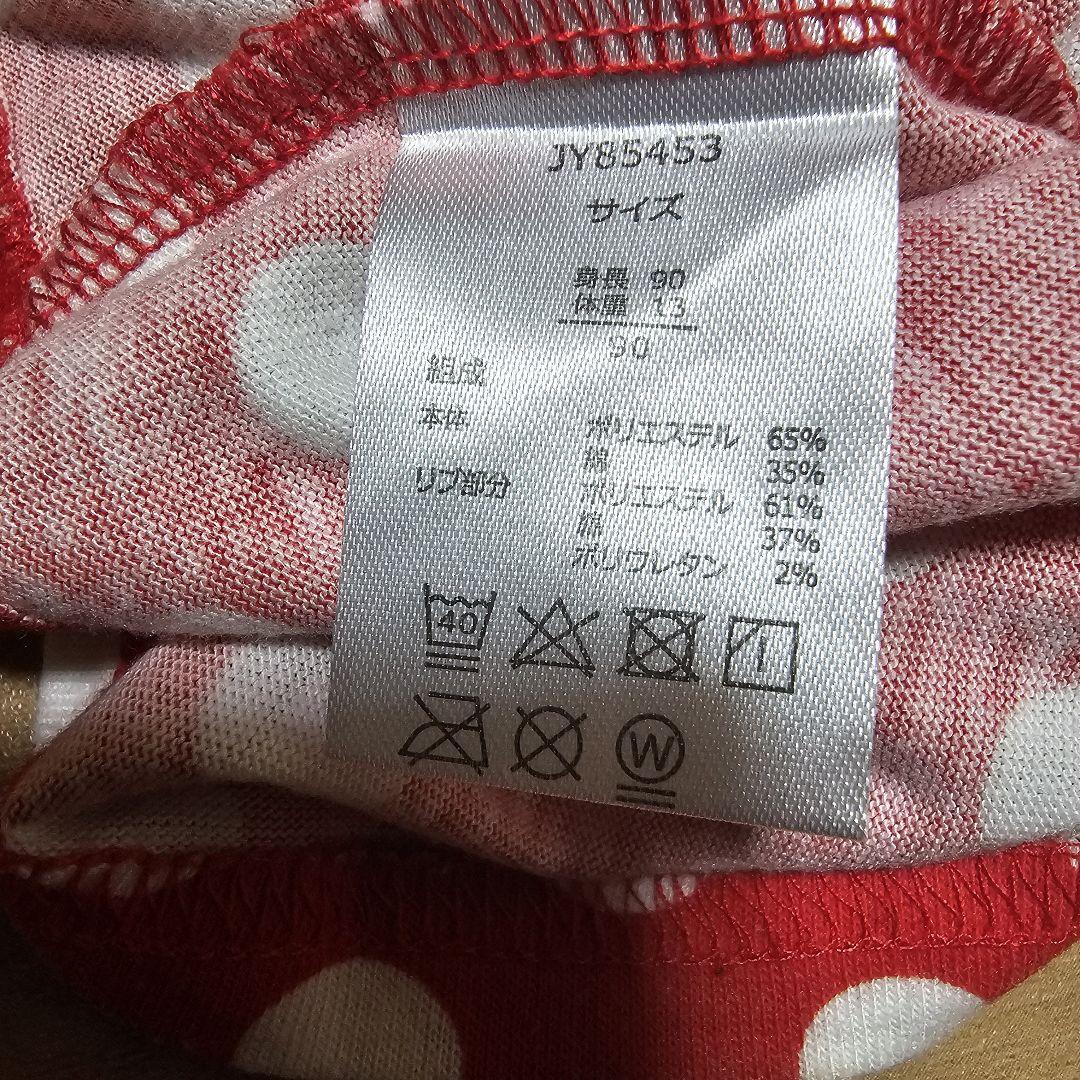 JY85453
サイズ
身長 90
体重 13
90
組成
本体 ポリエステル 65%
綿 35%
リブ部分 ポリエステル 61%
綿 37%
ポリウレタン 2%
40
W